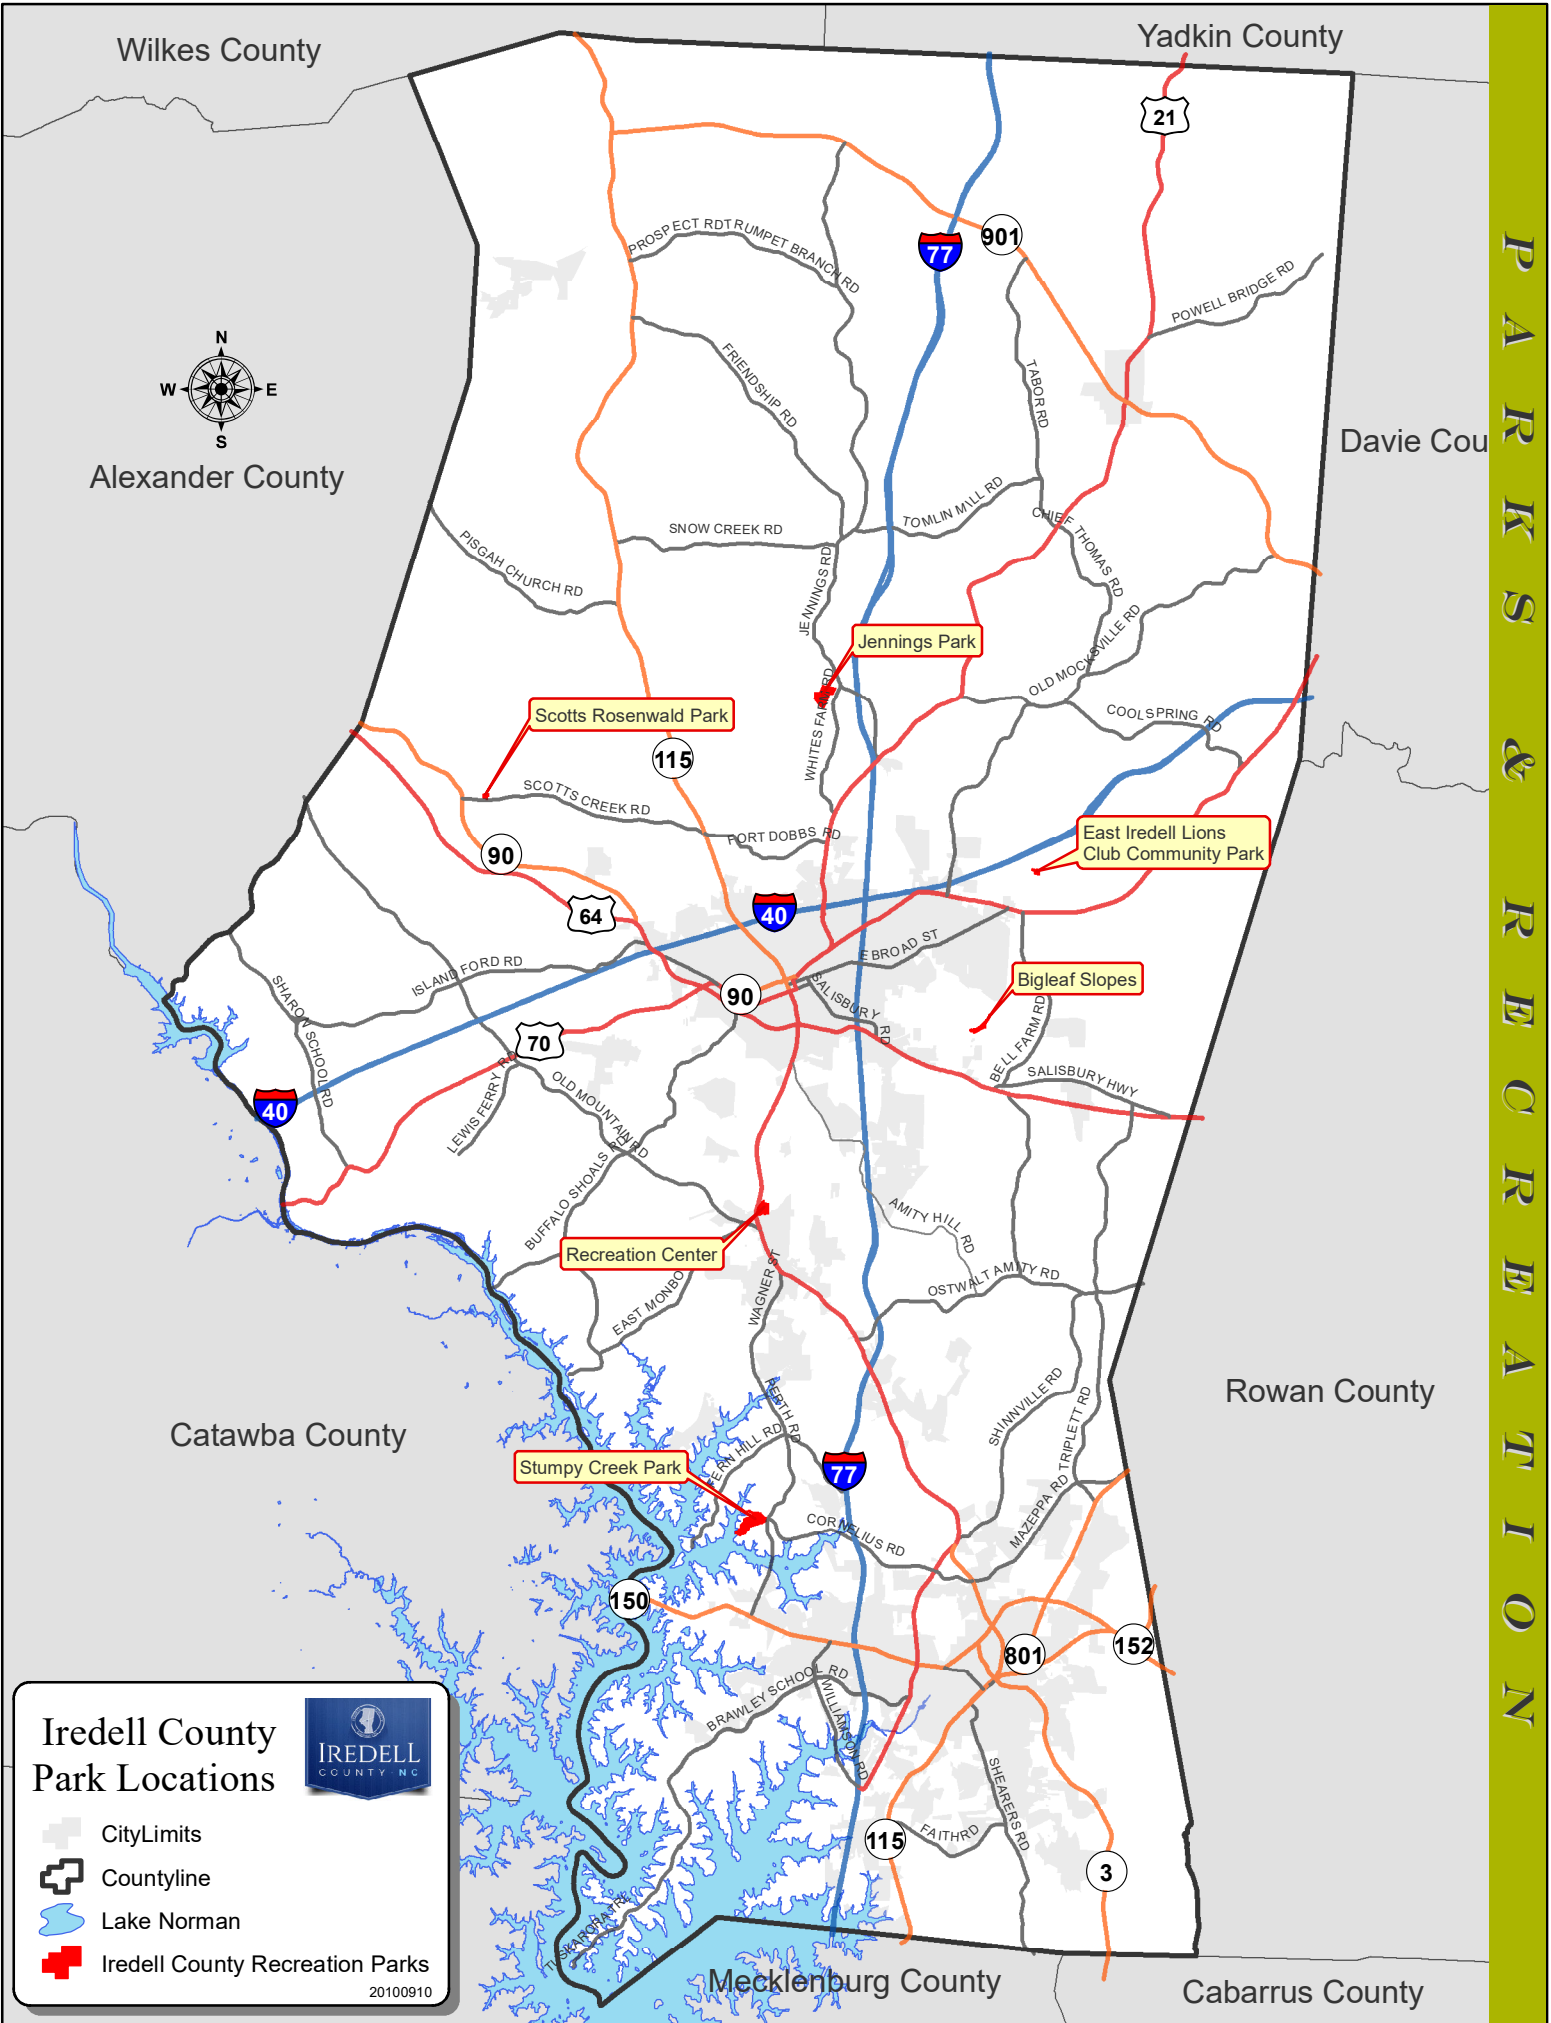 Wilkes County
Yadkin County
21
901
77
PROSPECT RD
TRUMPET BRANCH RD
POWELL BRIDGE RD
FRIENDSHIP RD
TABOR RD
N
W
E
S
Davie Cou
Alexander County
SNOW CREEK RD
TOMLIN MILL RD
CHIEF THOMAS RD
PISGAH CHURCH RD
JENNINGS RD
Jennings Park
OLD MOCKSVILLE RD
WHITES FARM RD
Scotts Rosenwald Park
COOL SPRING RD
115
SCOTTS CREEK RD
FORT DOBBS RD
East Iredell Lions
Club Community Park
90
64
40
E BROAD ST
ISLAND FORD RD
SHARON SCHOOL RD
90
SALISBURY RD
Bigleaf Slopes
70
BELL FARM RD
SALISBURY HWY
40
LEWIS FERRY RD
OLD MOUNTAIN RD
BUFFALO SHOALS RD
AMITY HILL RD
Recreation Center
WAGNER ST
EAST MONBO
OSTWALT AMITY RD
Rowan County
Catawba County
PERTH RD
SHINNVILLE RD
TRIPLETT RD
FERN HILL RD
Stumpy Creek Park
77
MAZEPPA RD
CORNELIUS RD
150
801
152
BRAWLEY SCHOOL RD
WILLIAMSON RD
SHEARERS RD
115
FAITH RD
3
TUSKARORA TRL
Mecklenburg County
Cabarrus County
Iredell County
Park Locations
IREDELL
COUNTY NC
CityLimits
Countyline
Lake Norman
Iredell County Recreation Parks
20100910
PARKS & RECREATION